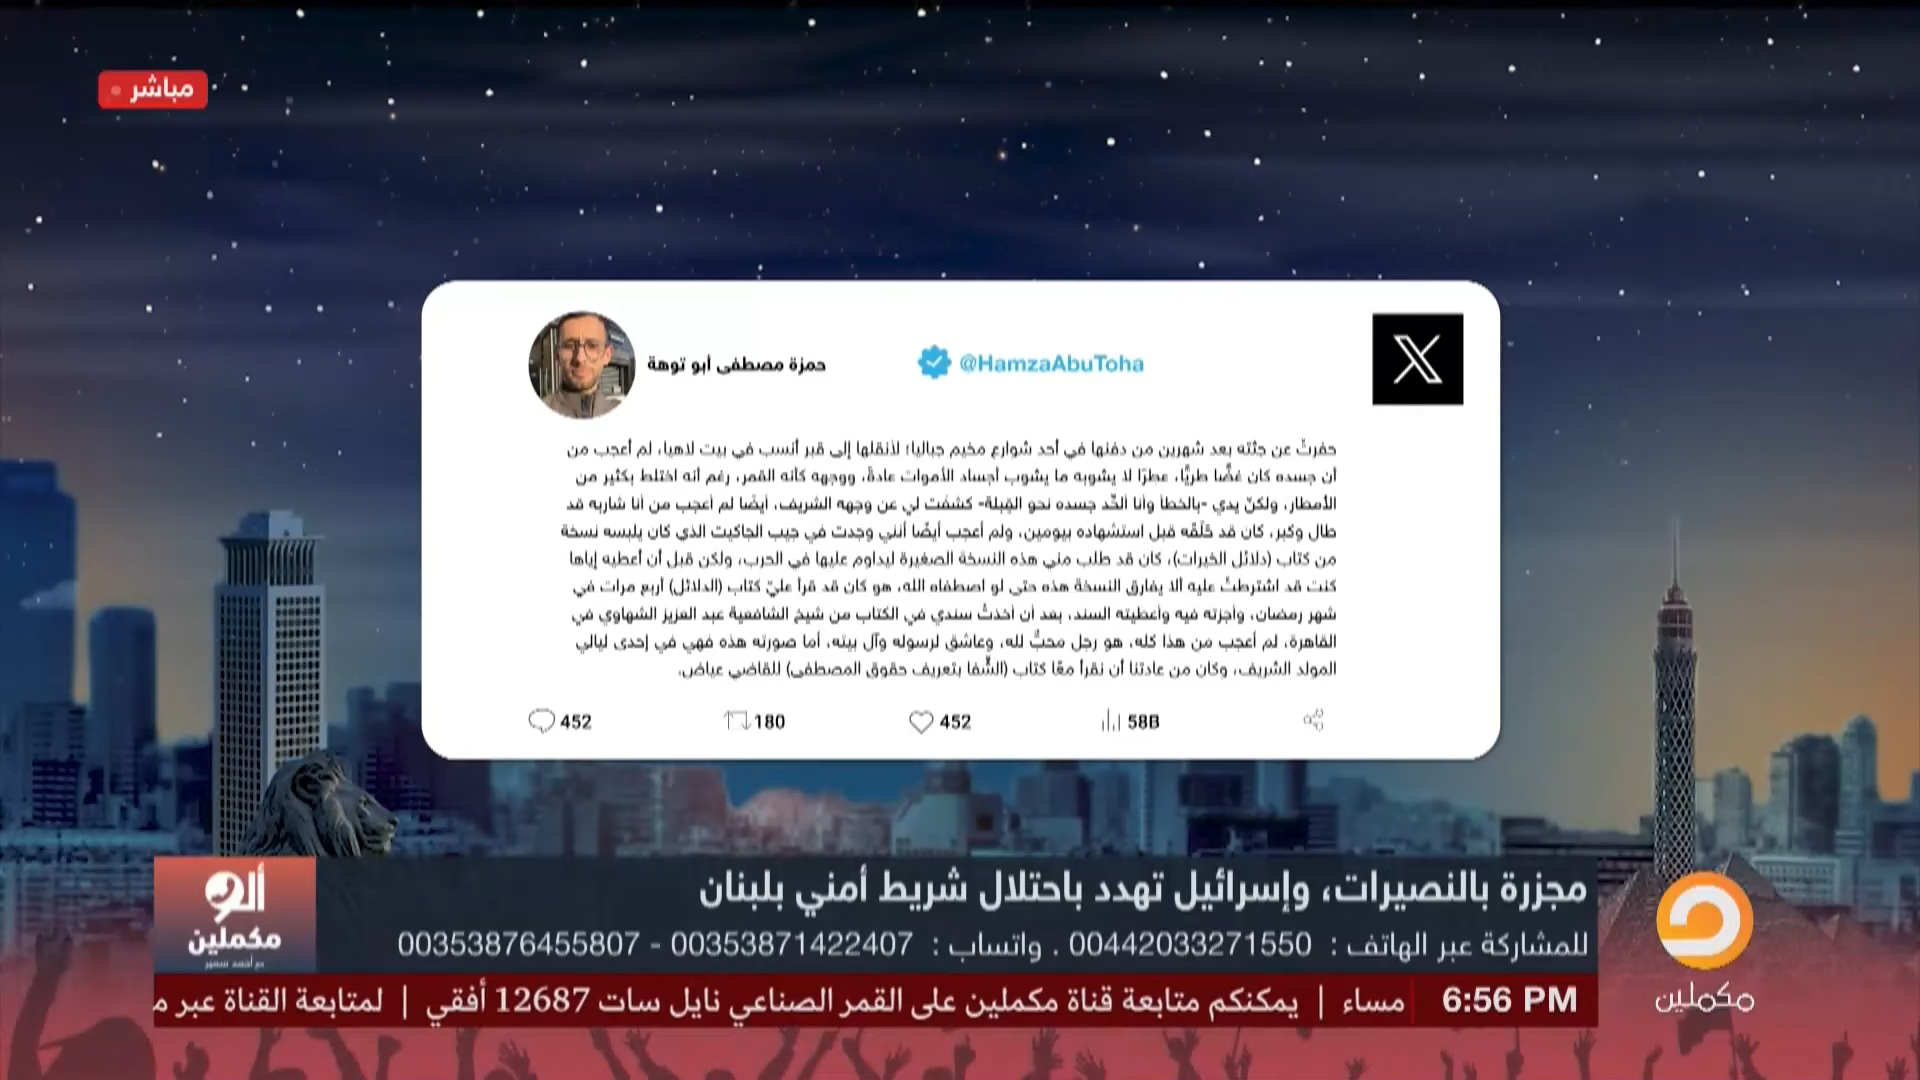 مباشر
حمزة مصطفى أبو توهة
@HamzaAbuToha
حفرتُ عن جثته بعد شهرين من دفنها في أحد شوارع مخيم جباليا؛ لأنقلها إلى قبر أنسب في بيت لاهيا، لم أعجب من
أن جسده كان غضًّا طريًّا، عطرًا لا يشوبه ما يشوب أجساد الأموات عادةً، ووجهه كأنه القمر، رغم أنه اختلط بكثير من
الأمطار، ولكنّ يدي -بالخطأ وأنا ألحِّد جسده نحو القِبلة- كشفت لي عن وجهه الشريف، أيضًا لم أعجب من أنا شاربه قد
طال وكبر، كان قد حَلَقَه قبل استشهاده بيومين، ولم أعجب أيضًا أنني وجدت في جيب الجاكيت الذي كان يلبسه نسخة
من كتاب (دلائل الخيرات)، كان قد طلب مني هذه النسخة الصغيرة ليداوم عليها في الحرب، ولكن قبل أن أعطيه إياها
كنت قد اشترطتُ عليه ألا يفارق النسخة هذه حتى لو اصطفاه الله، هو كان قد قرأ عليّ كتاب (الدلائل) أربع مرات في
شهر رمضان، وأجزته فيه وأعطيته السند، بعد أن أخذتُ سندي في الكتاب من شيخ الشافعية عبد العزيز الشهاوي في
القاهرة، لم أعجب من هذا كله، هو رجل محبٌّ لله، وعاشق لرسوله وآل بيته، أما صورته هذه فهي في إحدى ليالي
المولد الشريف، وكان من عادتنا أن نقرأ معًا كتاب (الشِّفا بتعريف حقوق المصطفى) للقاضي عياض.
452 180 452 58B
مجزرة بالنصيرات، وإسرائيل تهدد باحتلال شريط أمني بلبنان
للمشاركة عبر الهاتف : 00442033271550 . واتساب : 00353871422407 - 00353876455807
ألو
مكملين
مع أحمد سمير
6:56 PM
مساء | يمكنكم متابعة قناة مكملين على القمر الصناعي نايل سات 12687 أفقي | لمتابعة القناة عبر م
مكملين